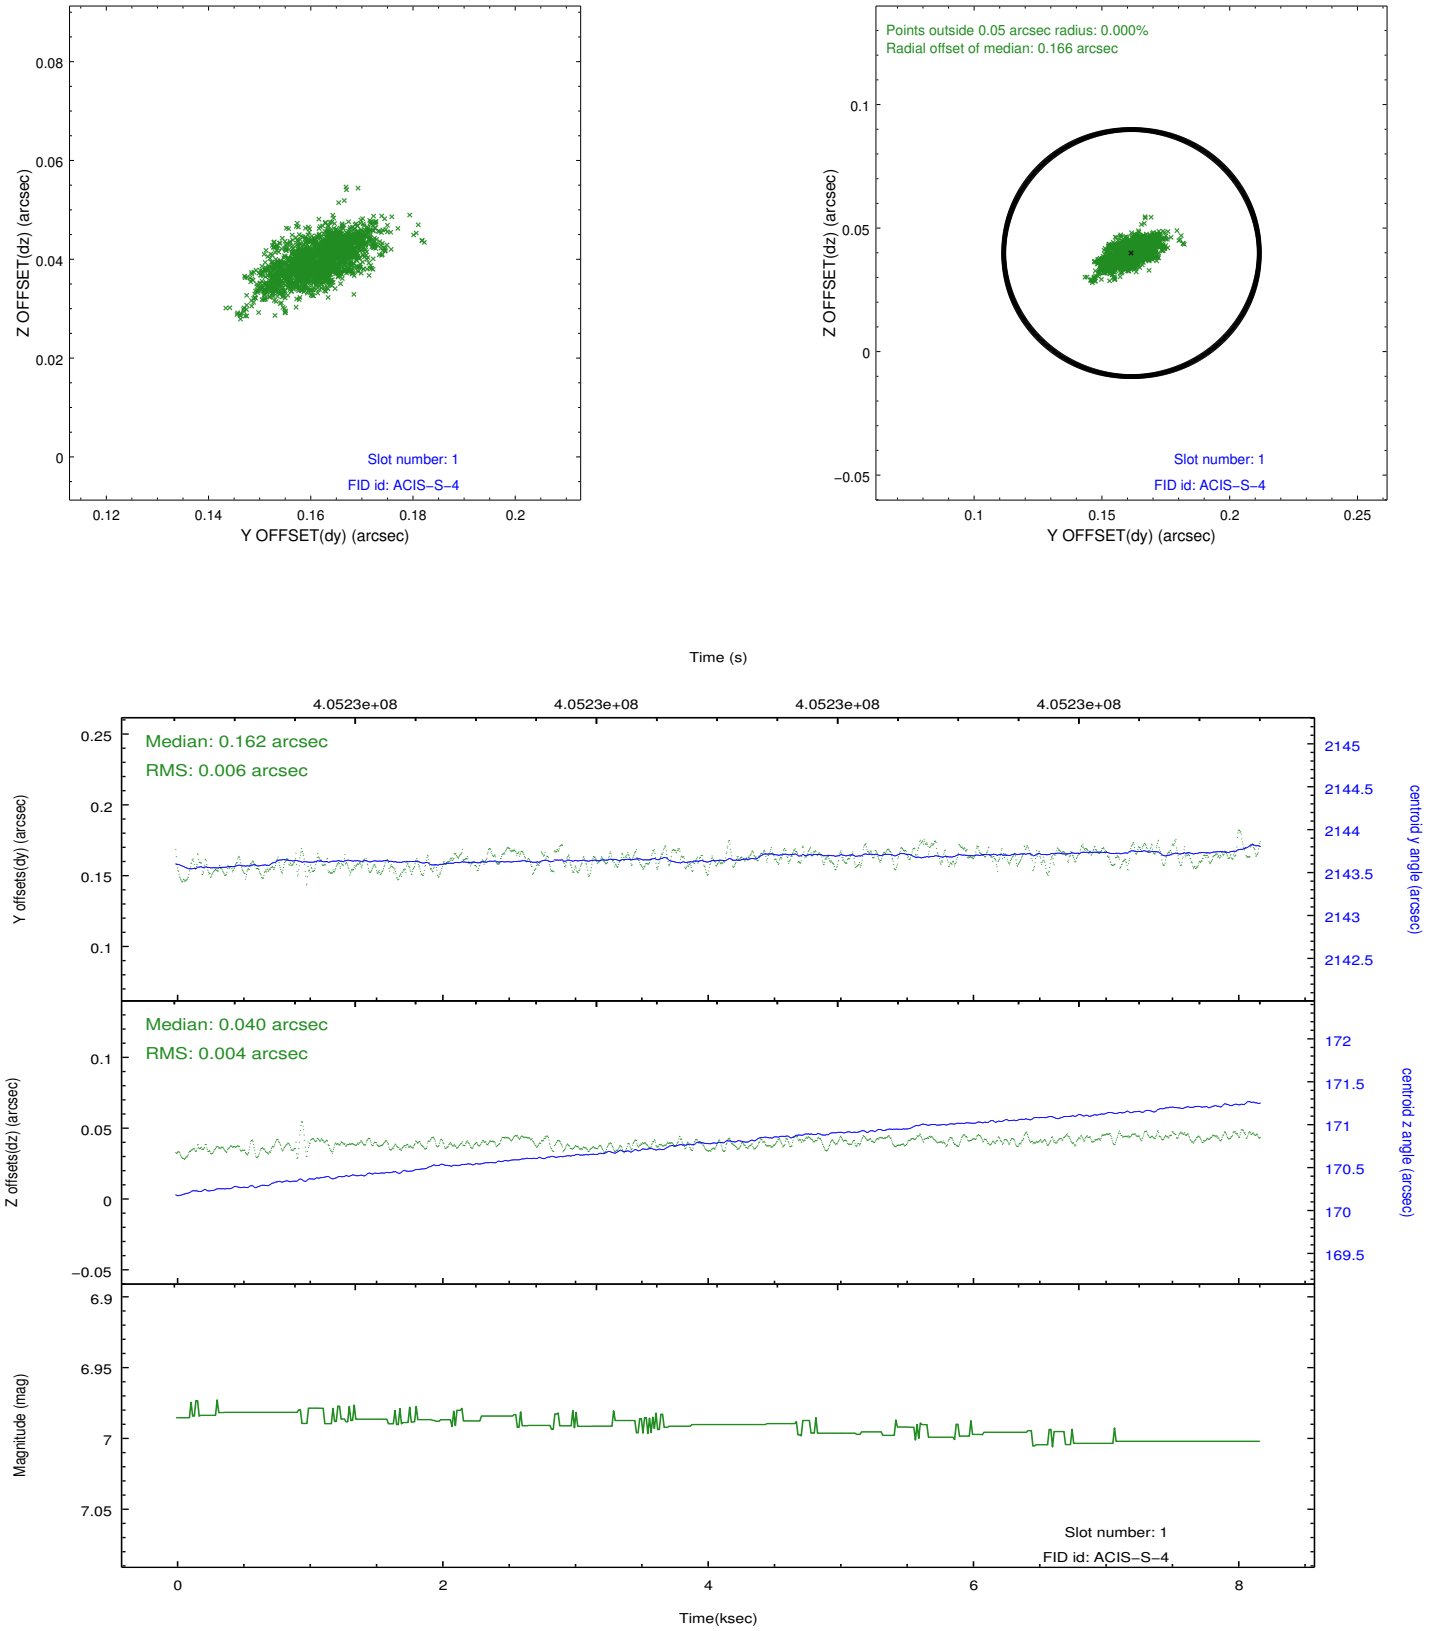 0.08
0.06
0.04
0.02
0
Z OFFSET(dz) (arcsec)
Slot number: 1
FID id: ACIS−S−4
0.12 0.14 0.16 0.18 0.2
Y OFFSET(dy) (arcsec)
Points outside 0.05 arcsec radius: 0.000%
Radial offset of median: 0.166 arcsec
0.1
0.05
0
−0.05
Z OFFSET(dz) (arcsec)
Slot number: 1
FID id: ACIS−S−4
0.1 0.15 0.2 0.25
Y OFFSET(dy) (arcsec)
Time (s)
4.0523e+08 4.0523e+08 4.0523e+08 4.0523e+08
Median: 0.162 arcsec
RMS: 0.006 arcsec
0.25
0.2
0.15
0.1
Y offsets(dy) (arcsec)
2145
2144.5
2144
2143.5
2143
2142.5
centroid y angle (arcsec)
Median: 0.040 arcsec
RMS: 0.004 arcsec
0.1
0.05
0
−0.05
Z offsets(dz) (arcsec)
172
171.5
171
170.5
170
169.5
centroid z angle (arcsec)
6.9
6.95
7
7.05
Magnitude (mag)
Slot number: 1
FID id: ACIS−S−4
0 2 4 6 8
Time(ksec)